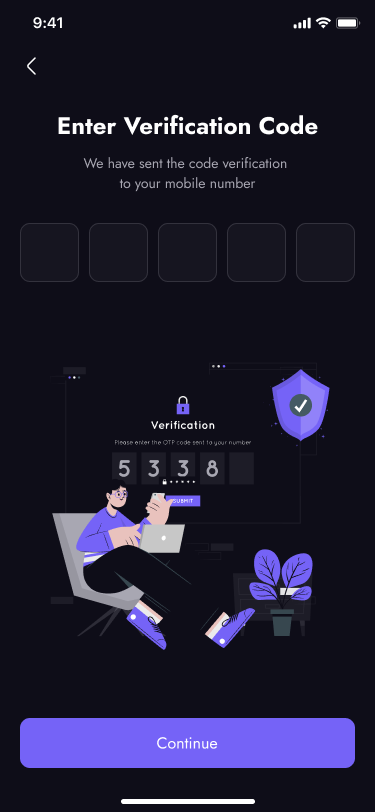 9:41
Enter Verification Code
We have sent the code verification
to your mobile number
Verification
Please enter the OTP code sent to your number
5 3 3 8
SUBMIT
Continue